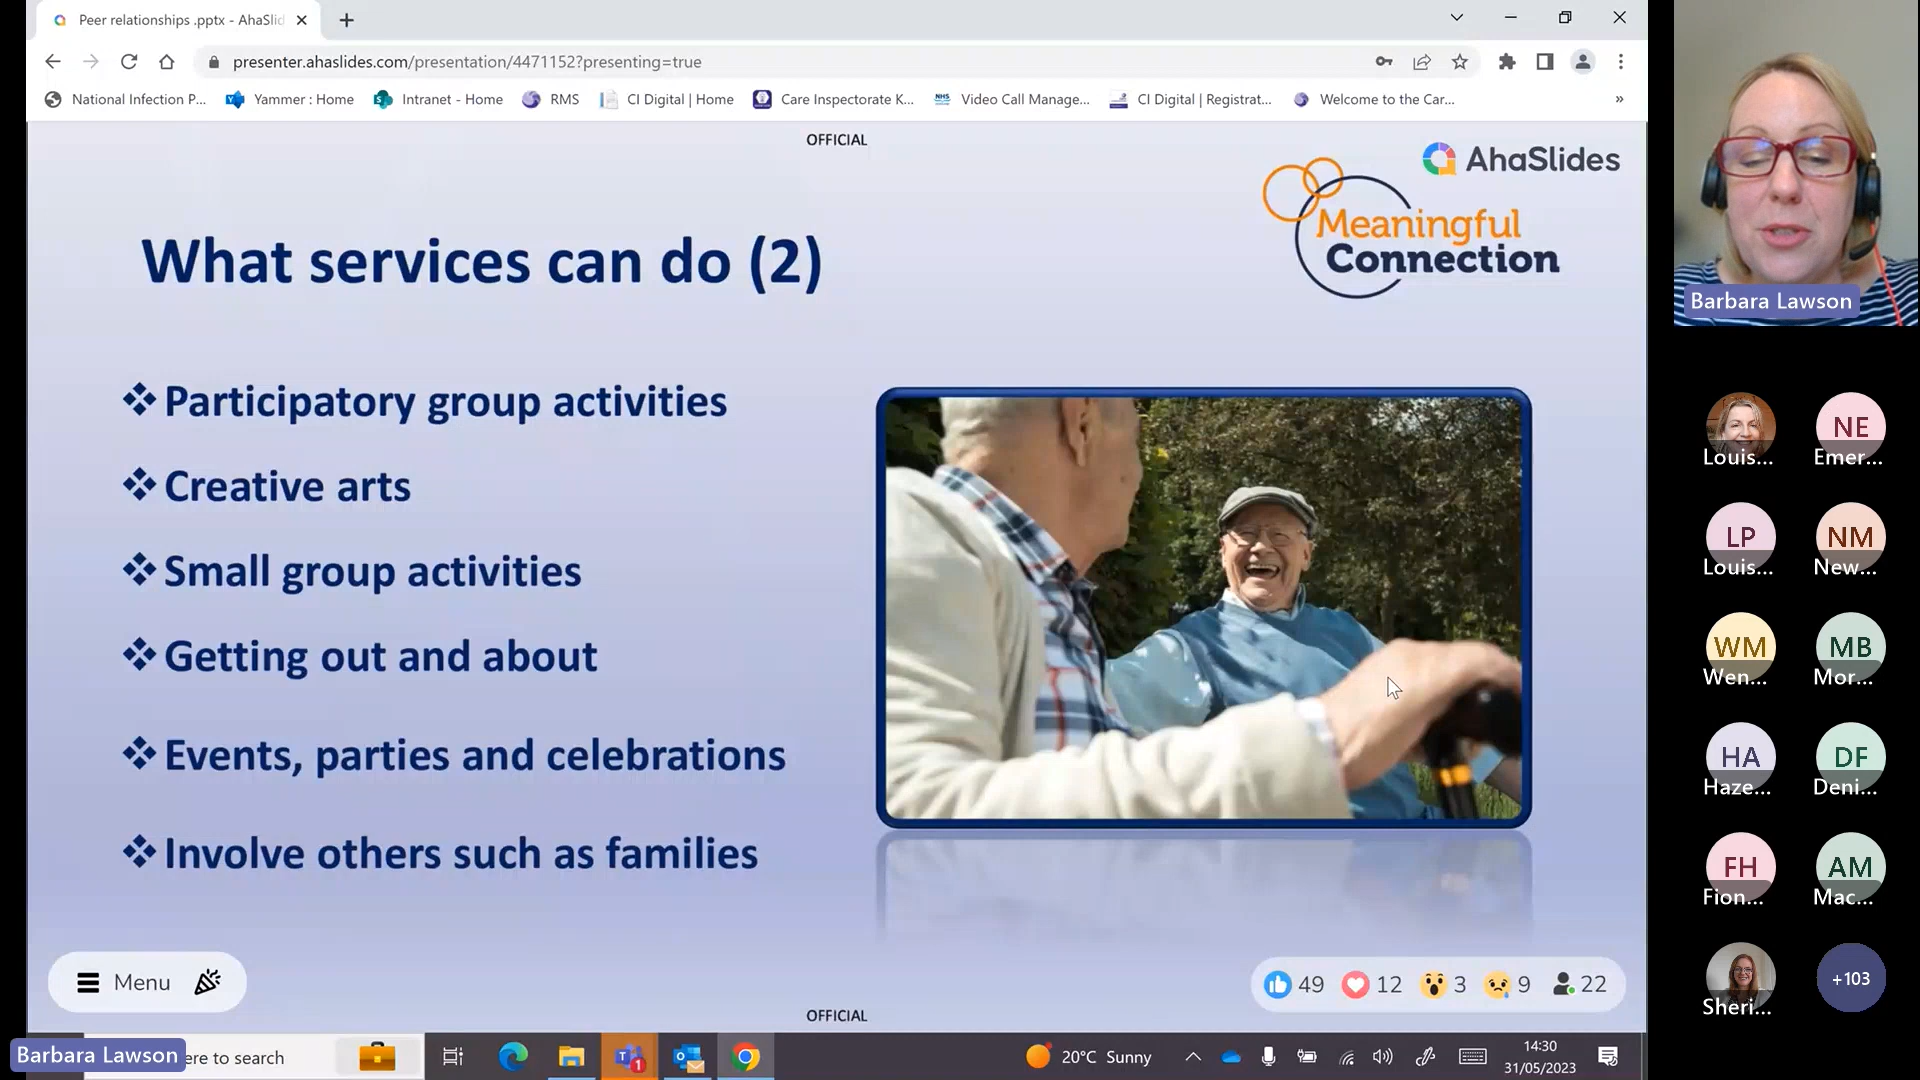 Peer relationships .pptx - AhaSlid
presenter.ahaslides.com/presentation/4471152?presenting=true
National Infection P...
Yammer : Home
Intranet - Home
RMS
CI Digital | Home
Care Inspectorate K...
NHS
Video Call Manage...
CI Digital | Registrat...
Welcome to the Car...
»
OFFICIAL
AhaSlides
Meaningful
Connection
What services can do (2)
Participatory group activities
Creative arts
Small group activities
Getting out and about
Events, parties and celebrations
Involve others such as families
Menu
49
12
3
9
22
OFFICIAL
Barbara Lawson
ere to search
1
20°C Sunny
14:30
31/05/2023
Barbara Lawson
Louis...
NE
Emer...
LP
Louis...
NM
New...
WM
Wen...
MB
Mor...
HA
Haze...
DF
Deni...
FH
Fion...
AM
Mac...
Sheri...
+103